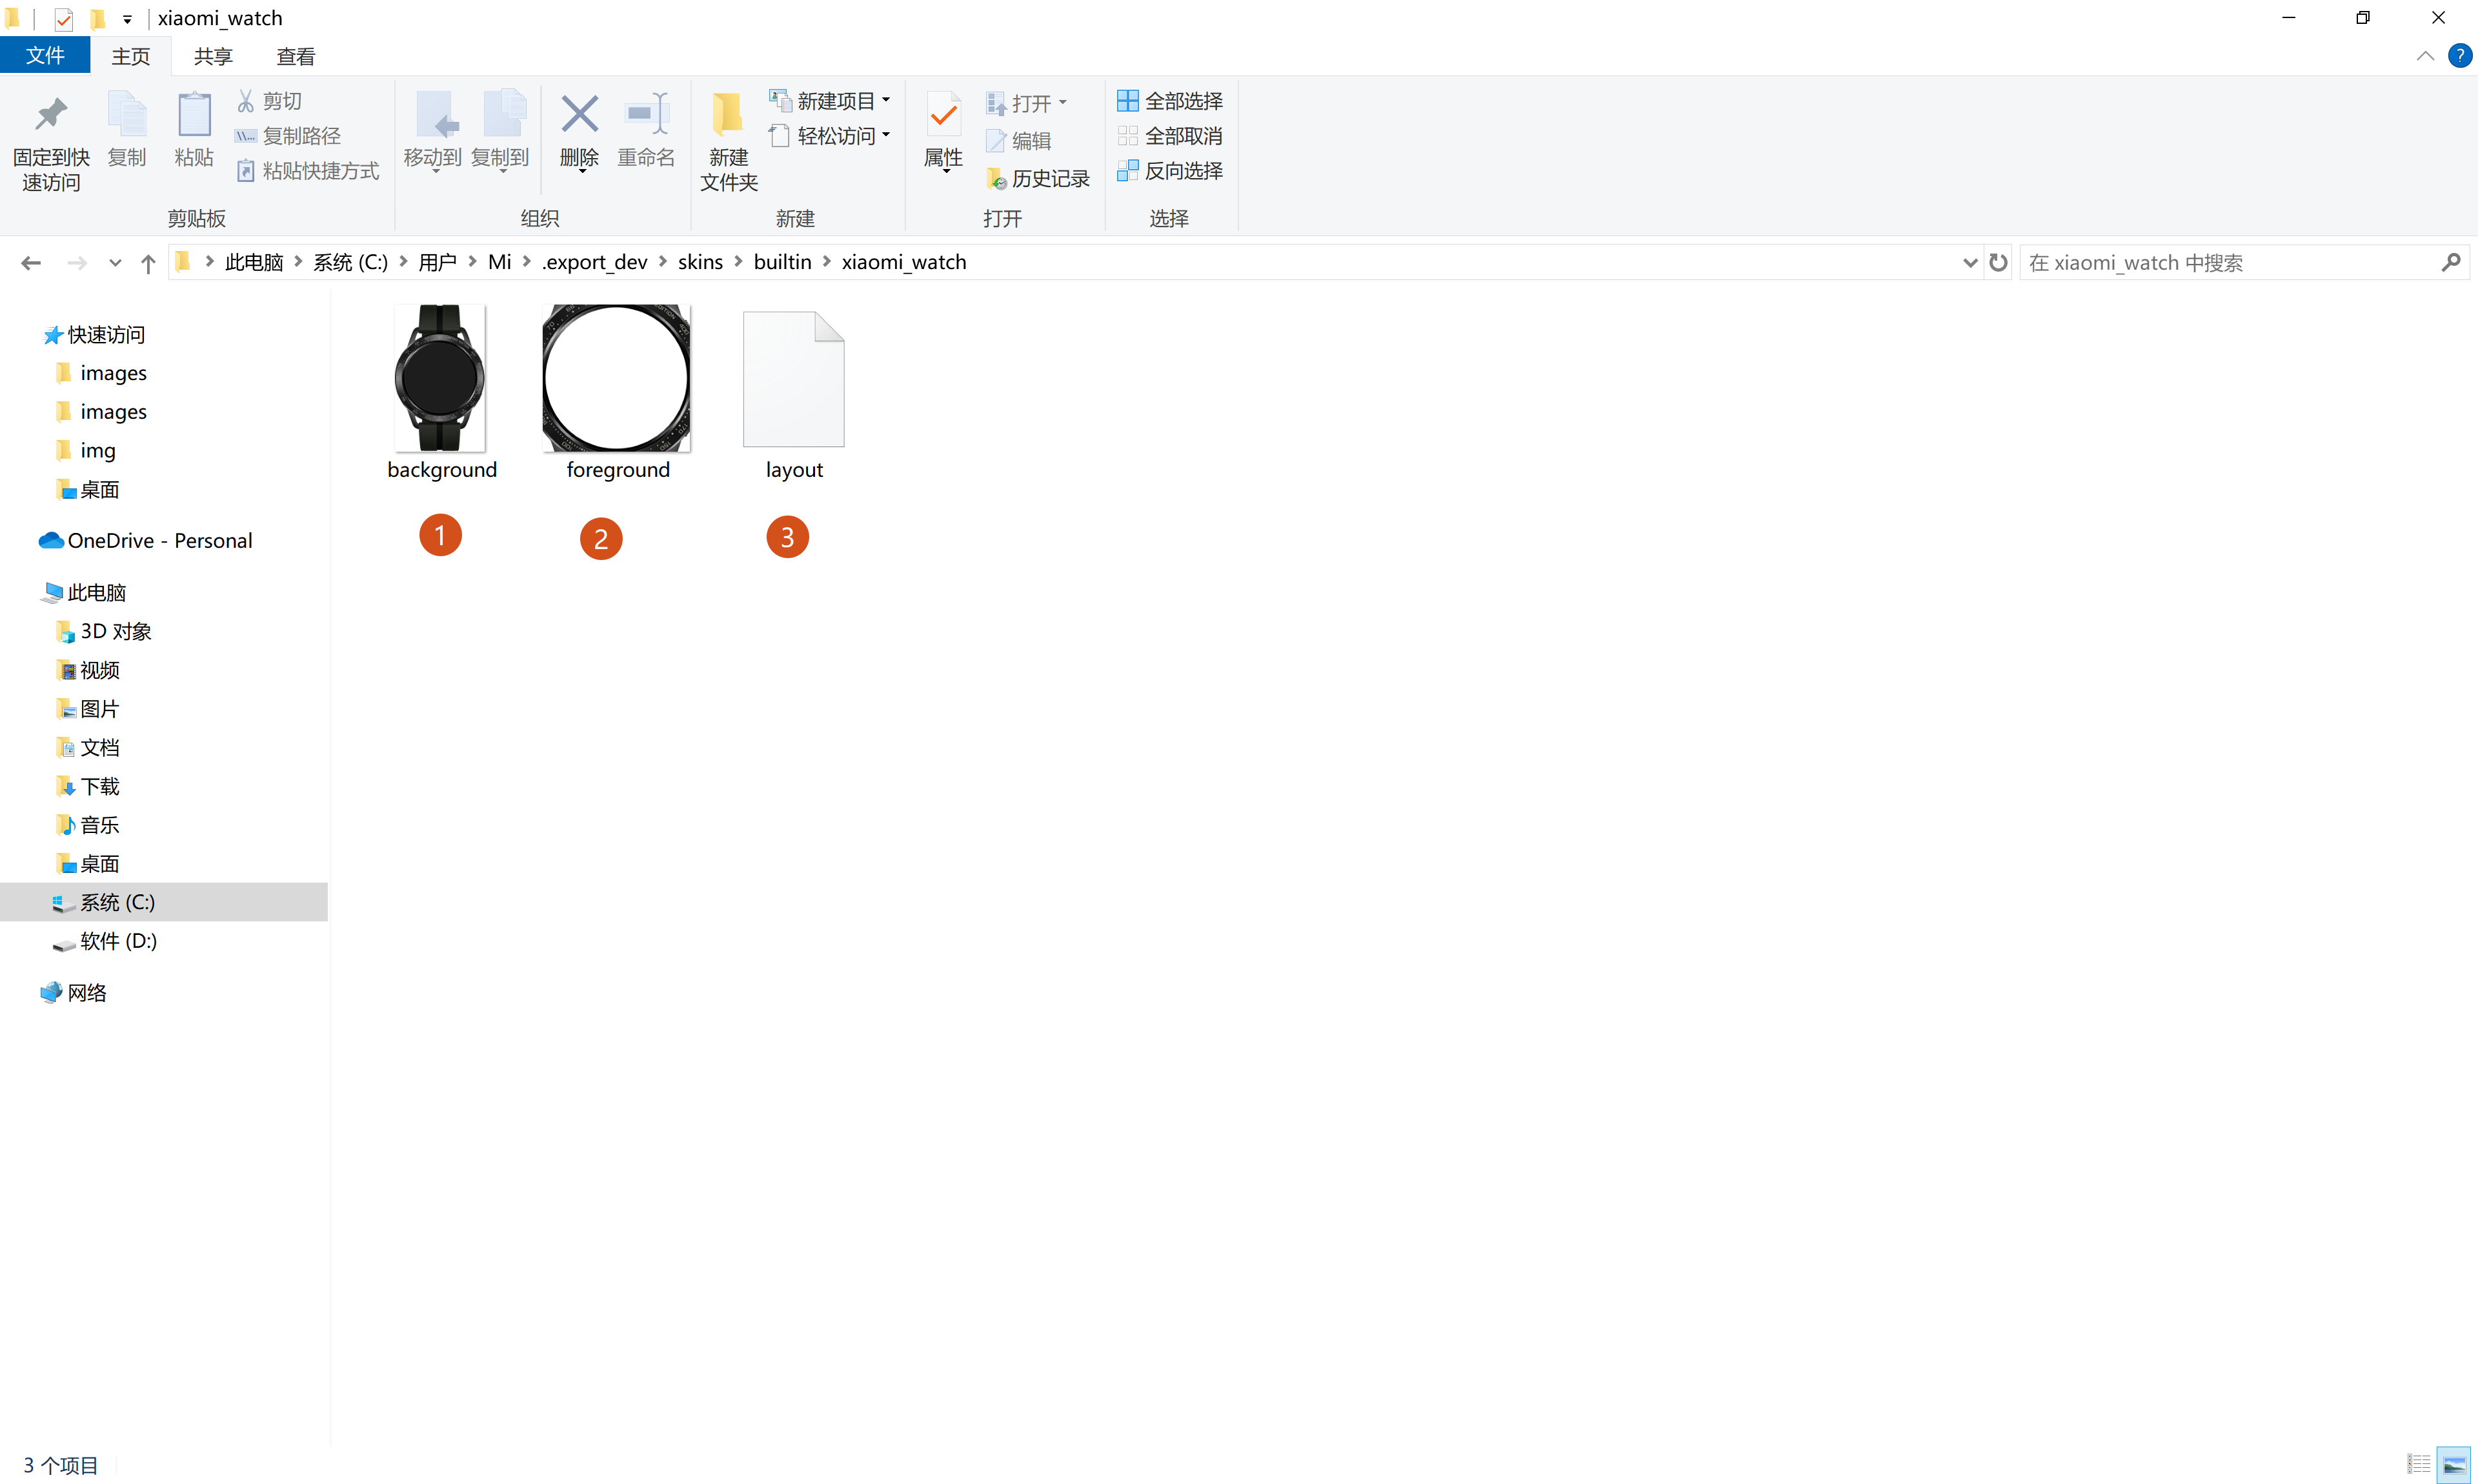 xiaomi_watch
文件 主页 共享 查看
固定到快速访问
复制
粘贴
剪切
复制路径
粘贴快捷方式
剪贴板
移动到
复制到
删除
重命名
组织
新建
文件夹
新建项目
轻松访问
新建
属性
打开
编辑
历史记录
打开
全部选择
全部取消
反向选择
选择
此电脑 系统 (C:) 用户 Mi .export_dev skins builtin xiaomi_watch
在 xiaomi_watch 中搜索
快速访问
images
images
img
桌面
OneDrive - Personal
此电脑
3D 对象
视频
图片
文档
下载
音乐
桌面
系统 (C:)
软件 (D:)
网络
background foreground layout
1 2 3
3 个项目